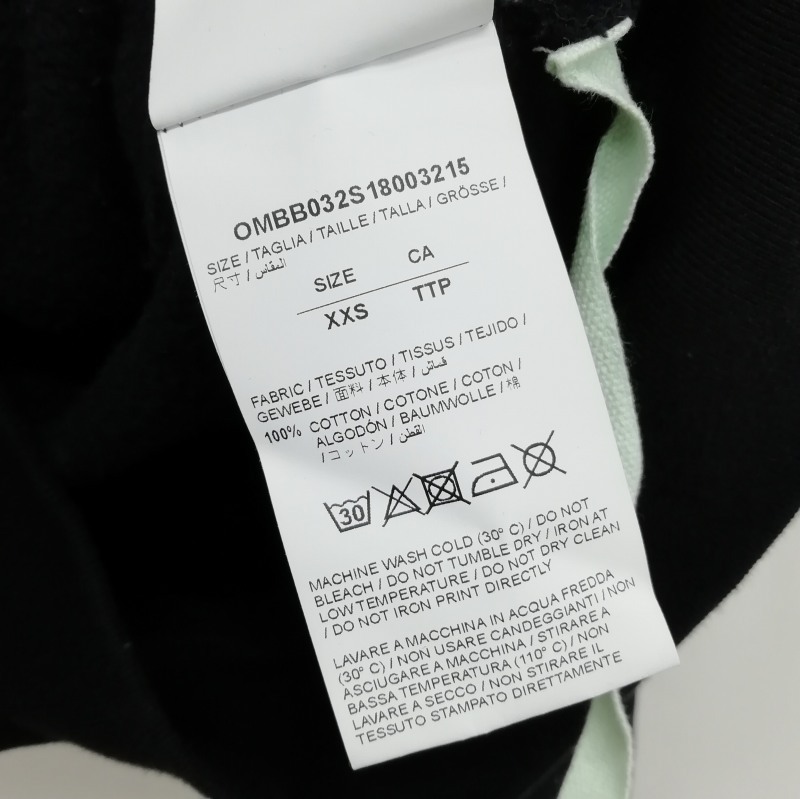 OMBB032S18003215
SIZE / TAGLIA / TAILLE / TALLA / GRÖSSE /
尺寸 / المقاس
SIZE CA
XXS TTP
FABRIC / TESSUTO / TISSUS / TEJIDO /
GEWEBE / 面料 / 本体 / قماش
100% COTTON / COTONE / COTON /
ALGODÓN / BAUMWOLLE / 棉
/ コットン / القطن
30
MACHINE WASH COLD (30° C) / DO NOT
BLEACH / DO NOT TUMBLE DRY / IRON AT
LOW TEMPERATURE / DO NOT DRY CLEAN
/ DO NOT IRON PRINT DIRECTLY
LAVARE A MACCHINA IN ACQUA FREDDA
(30° C) / NON USARE CANDEGGIANTI / NON
ASCIUGARE A MACCHINA / STIRARE A
BASSA TEMPERATURA (110° C) / NON
LAVARE A SECCO / NON STIRARE IL
TESSUTO STAMPATO DIRETTAMENTE